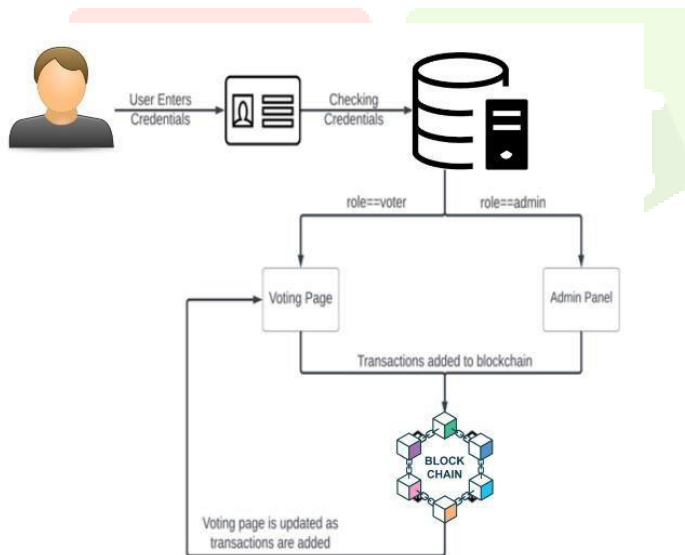 User Enters
Credentials
Checking
Credentials
role==voter
role==admin
Voting Page
Admin Panel
Transactions added to blockchain
BLOCK
CHAIN
Voting page is updated as
transactions are added